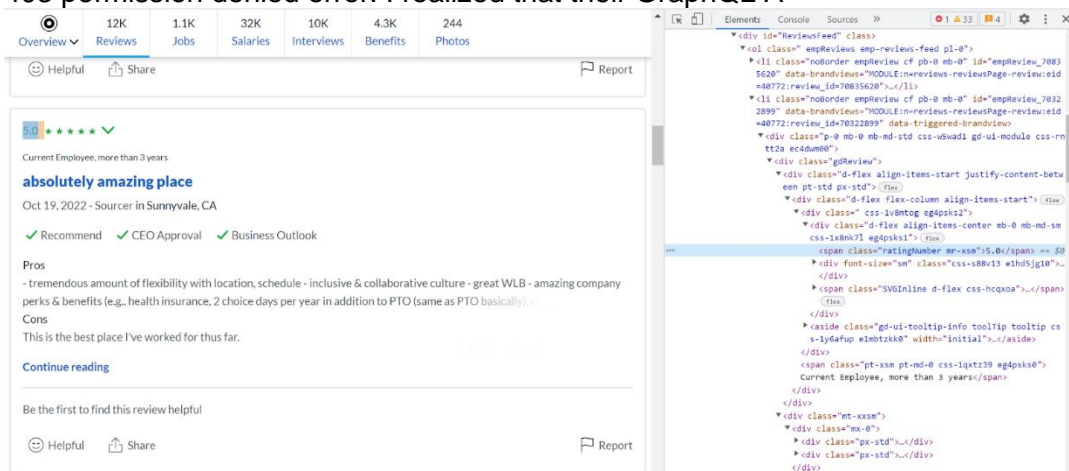 403 permission denied error. I realized that their GraphQL A
12K 1.1K 32K 10K 4.3K 244
Overview Reviews Jobs Salaries Interviews Benefits Photos
Helpful Share Report
5.0 ★★★★★
Current Employee, more than 3 years
absolutely amazing place
Oct 19, 2022 - Sourcer in Sunnyvale, CA
✓ Recommend ✓ CEO Approval ✓ Business Outlook
Pros
- tremendous amount of flexibility with location, schedule - inclusive & collaborative culture - great WLB - amazing company
perks & benefits (e.g., health insurance, 2 choice days per year in addition to PTO (same as PTO basically),
Cons
This is the best place I've worked for thus far.
Continue reading
Be the first to find this review helpful
Helpful Share Report
Elements Console Sources » 1 33 4
▼<div id="ReviewsFeed" class>
▼<ol class=" empReviews emp-reviews-feed pl-0">
▶<li class="noBorder empReview cf pb-0 mb-0" id="empReview_7083
5620" data-brandviews="MODULE:n=reviews-reviewsPage-review:eid
=40772:review_id=70835620">…</li>
▼<li class="noBorder empReview cf pb-0 mb-0" id="empReview_7032
2899" data-brandviews="MODULE:n=reviews-reviewsPage-review:eid
=40772:review_id=70322899" data-triggered-brandview>
▼<div class="p-0 mb-0 mb-md-std css-w5wad1 gd-ui-module css-rn
tt2a ec4dwm00">
▼<div class="gdReview">
▼<div class="d-flex align-items-start justify-content-betw
een pt-std px-std"> flex
▼<div class="d-flex flex-column align-items-start"> flex
▼<div class=" css-1v8mtog eg4psks2">
▼<div class="d-flex align-items-center mb-0 mb-md-sm
css-1x8nk7l eg4psks1"> flex
… <span class="ratingNumber mr-xsm">5.0</span> == $0
▶<div font-size="sm" class="css-s88v13 e1hd5jg10">…
</div>
▶<span class="SVGInline d-flex css-hcqxoa">…</span>
flex
</div>
▶<aside class="gd-ui-tooltip-info toolTip tooltip cs
s-1y6afup e1mbtzkk0" width="initial">…</aside>
</div>
<span class="pt-xsm pt-md-0 css-1qxtz39 eg4psks0">
Current Employee, more than 3 years</span>
</div>
</div>
▼<div class="mt-xxsm">
▼<div class="mx-0">
▶<div class="px-std">…</div>
▶<div class="px-std">…</div>
</div>